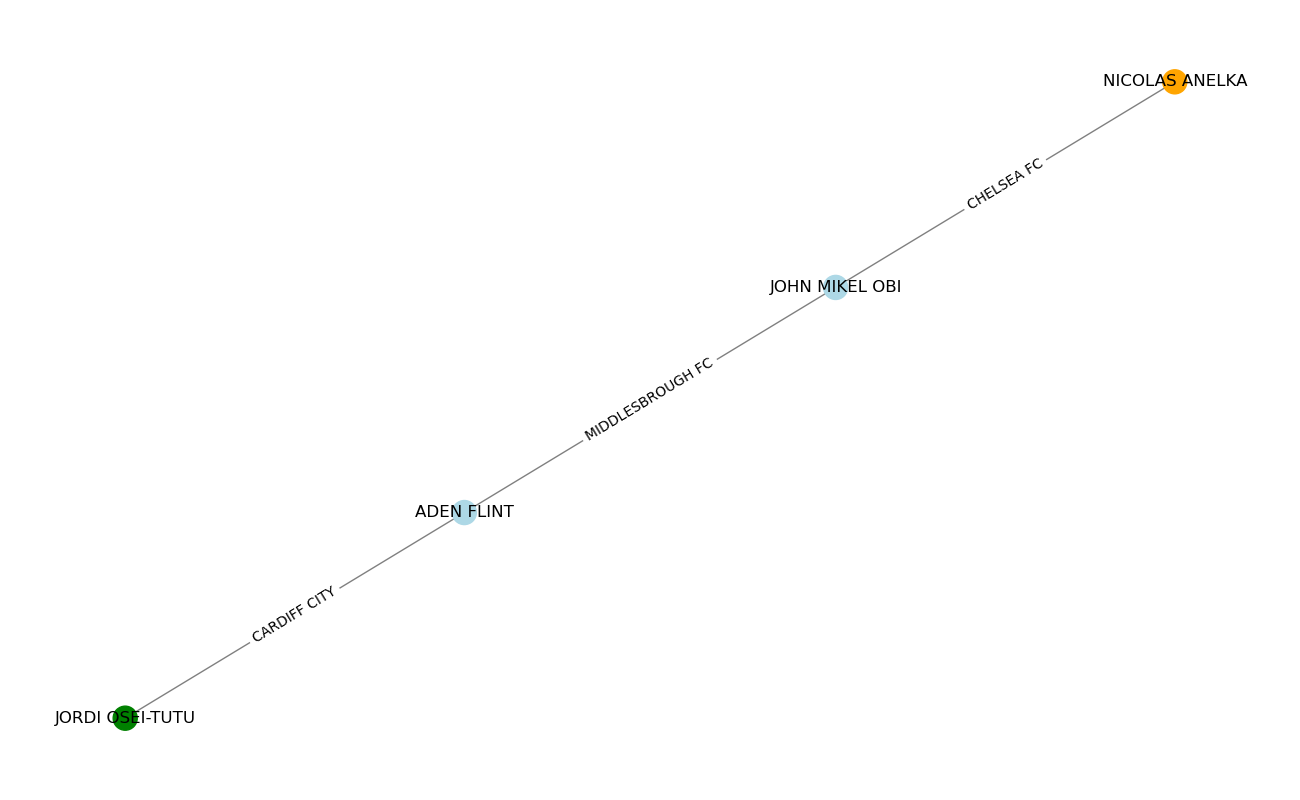 NICOLAS ANELKA
CHELSEA FC
JOHN MIKEL OBI
MIDDLESBROUGH FC
ADEN FLINT
CARDIFF CITY
JORDI OSEI-TUTU